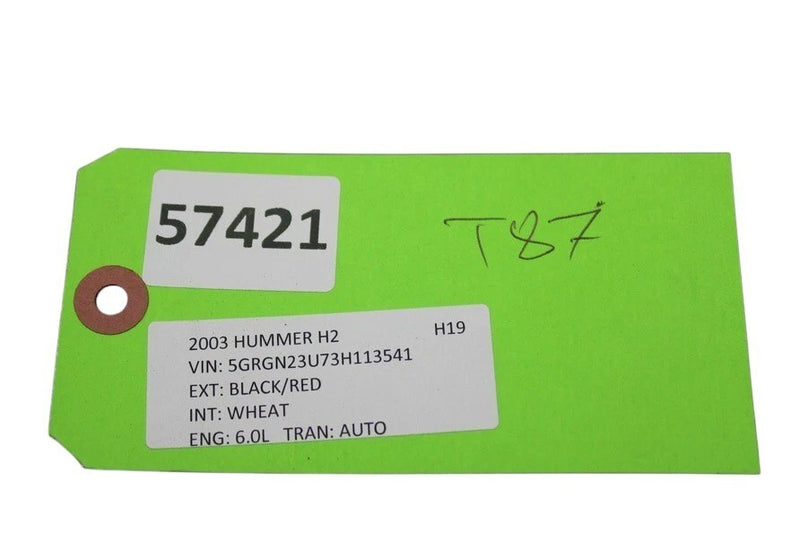 57421
T87
2003 HUMMER H2 H19
VIN: 5GRGN23U73H113541
EXT: BLACK/RED
INT: WHEAT
ENG: 6.0L TRAN: AUTO